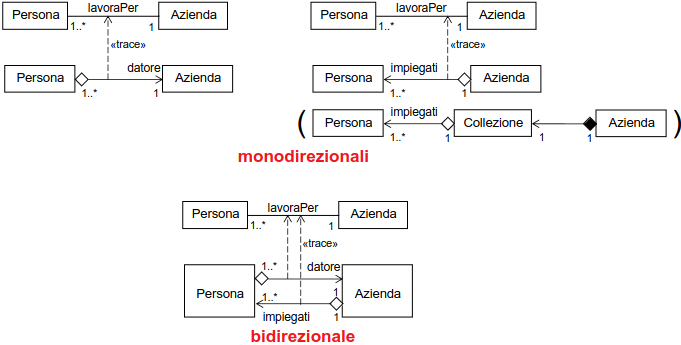 Persona lavoraPer Azienda
1..* 1
«trace»
Persona datore Azienda
1..* 1
Persona lavoraPer Azienda
1..* 1
«trace»
Persona impiegati Azienda
1..* 1
( Persona impiegati Collezione Azienda )
1..* 1 1 1
monodirezionali
Persona lavoraPer Azienda
1..* 1
«trace»
1..* datore
Persona Azienda
1..* 1
impiegati 1
bidirezionale